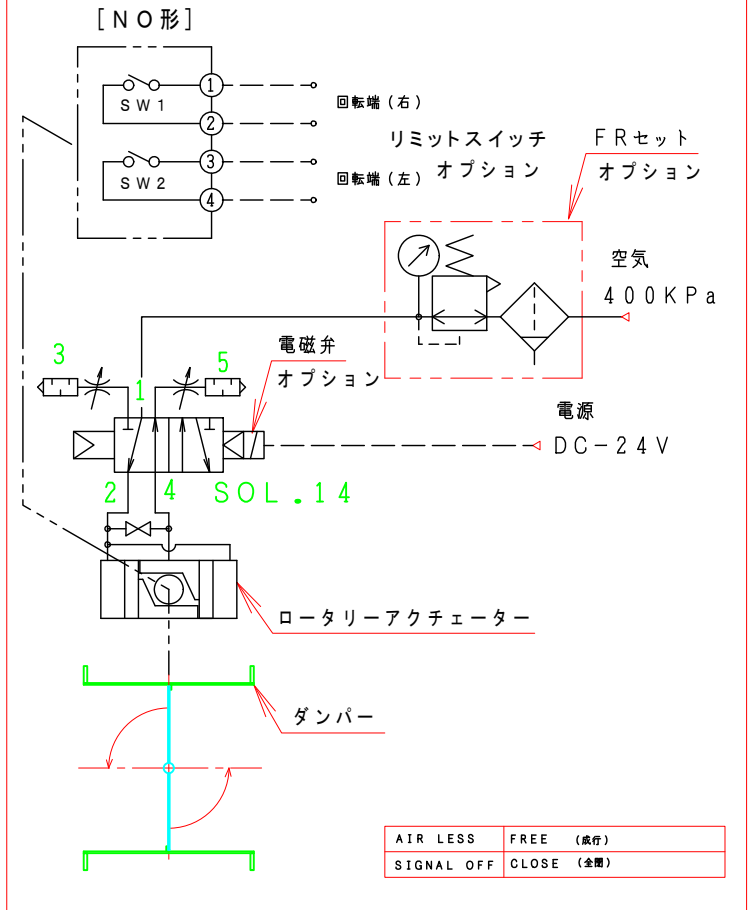 [NO形]
1
SW1
2
回転端(右)
3
SW2
4
回転端(左)
リミットスイッチ
オプション
FRセット
オプション
空気
400KPa
電磁弁
オプション
3
1
5
電源
DC-24V
2
4
SOL.14
ロータリーアクチェーター
ダンパー
AIR LESS FREE (成行)
SIGNAL OFF CLOSE (全閉)